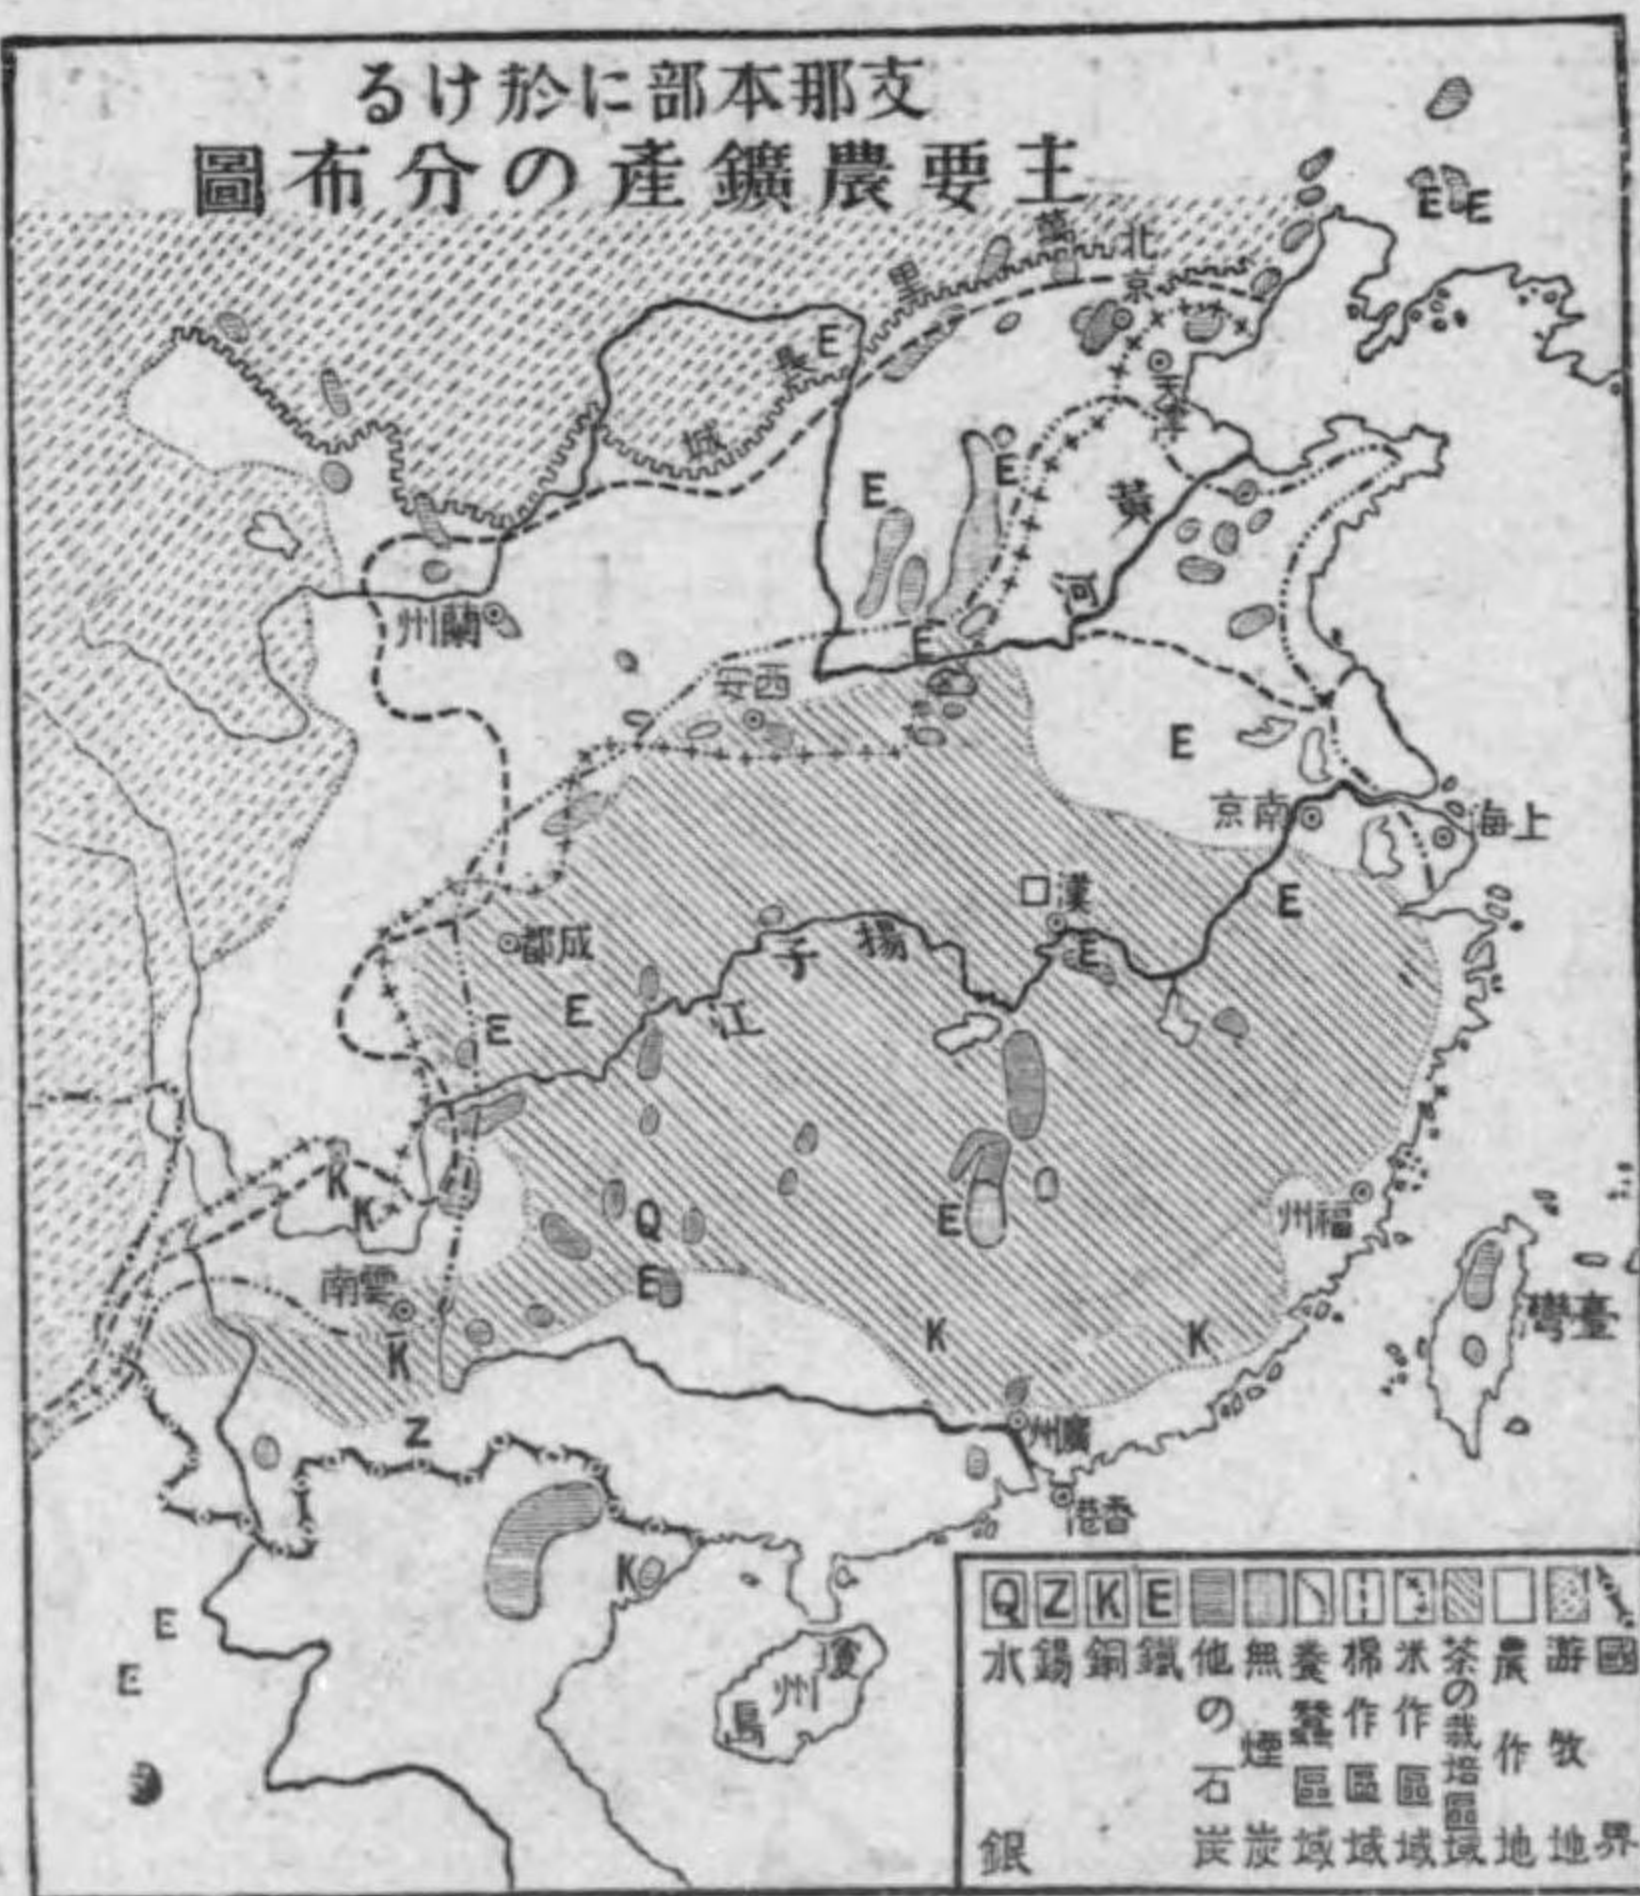 支那本部に於ける
主要農鑛產の分布圖
北京
萬里
長城
E
E
E
天津
E
E
黃河
蘭州
西安
E
E
南京
上海
漢口
E
E
成都
揚子江
E
E
K
K
Q
E
E
福州
雲南
K
K
K
臺灣
Z
廣州
香港
K
瓊州島
E
E
國界
游牧地
農作地
茶の栽培區域
米作區域
棉作區域
養蠶區域
無煙炭
他の石炭
E 鐵
K 銅
Z 錫
Q 水銀